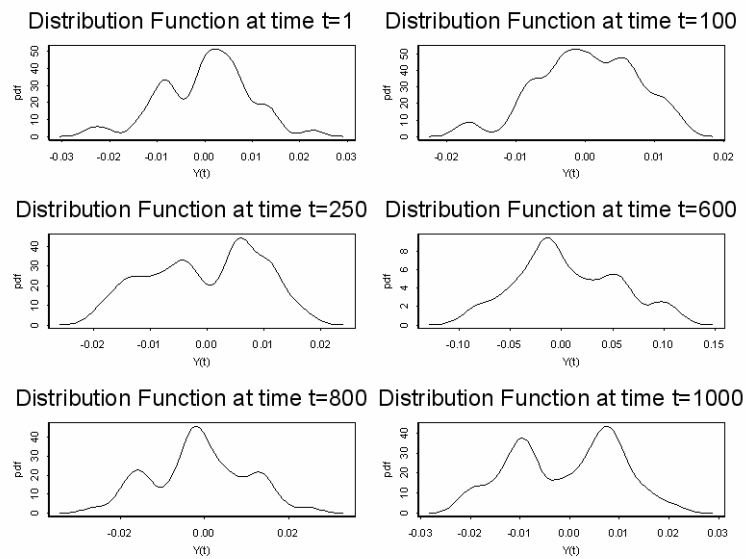 Distribution Function at time t=1
pdf
0 10 20 30 40 50
-0.03 -0.02 -0.01 0.00 0.01 0.02 0.03
Y(t)
Distribution Function at time t=100
pdf
0 10 20 30 40 50
-0.02 -0.01 0.00 0.01 0.02
Y(t)
Distribution Function at time t=250
pdf
0 10 20 30 40
-0.02 -0.01 0.00 0.01 0.02
Y(t)
Distribution Function at time t=600
pdf
0 2 4 6 8
-0.10 -0.05 0.00 0.05 0.10 0.15
Y(t)
Distribution Function at time t=800
pdf
0 10 20 30 40
-0.02 0.00 0.02
Y(t)
Distribution Function at time t=1000
pdf
0 10 20 30 40
-0.03 -0.02 -0.01 0.00 0.01 0.02 0.03
Y(t)